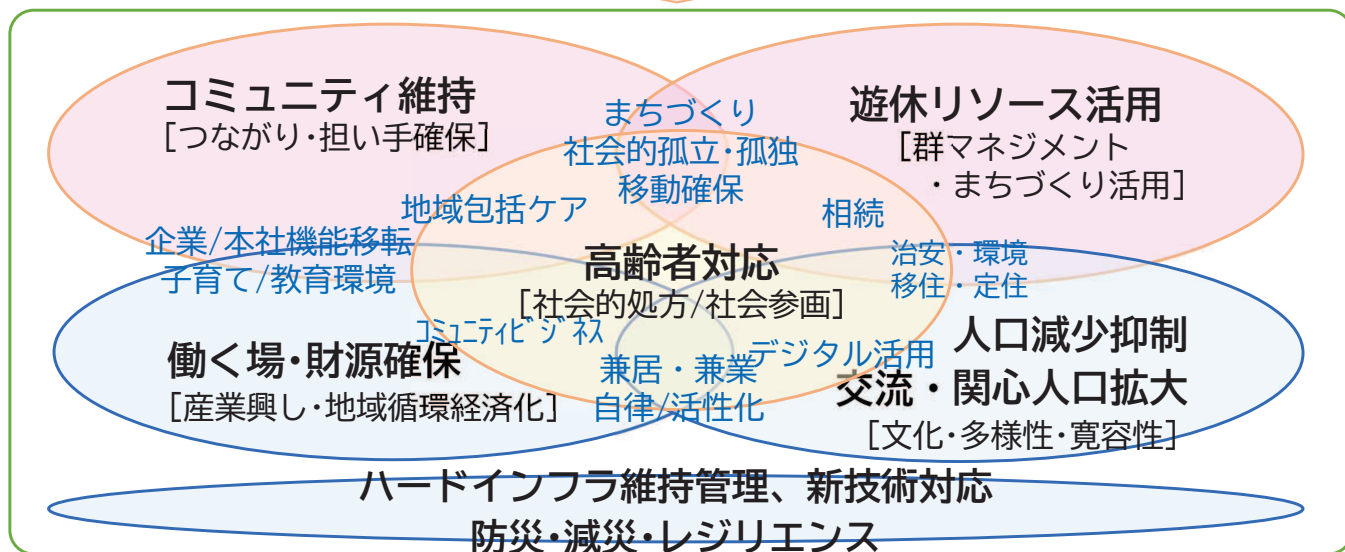 コミュニティ維持
[つながり・担い手確保]
まちづくり
社会的孤立・孤独
移動確保
遊休リソース活用
[群マネジメント
・まちづくり活用]
地域包括ケア
相続
企業/本社機能移転
子育て/教育環境
高齢者対応
[社会的処方/社会参画]
治安・環境
移住・定住
コミュニティビジネス
働く場・財源確保
[産業興し・地域循環経済化]
兼居・兼業
自律/活性化
デジタル活用
人口減少抑制
交流・関心人口拡大
[文化・多様性・寛容性]
ハードインフラ維持管理、新技術対応
防災・減災・レジリエンス